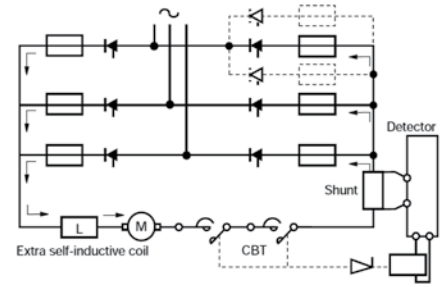 Detector
Shunt
L
M
CBT
Extra self-inductive coil